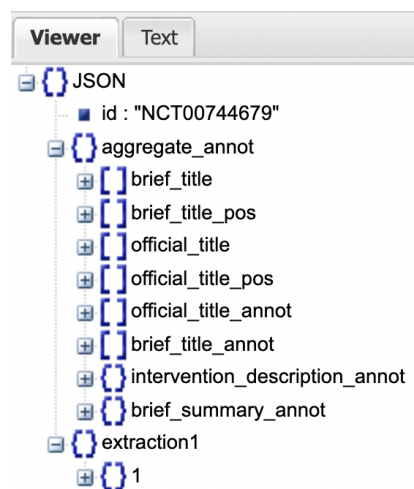 Viewer Text
JSON
id : "NCT00744679"
aggregate_annot
brief_title
brief_title_pos
official_title
official_title_pos
official_title_annot
brief_title_annot
intervention_description_annot
brief_summary_annot
extraction1
1